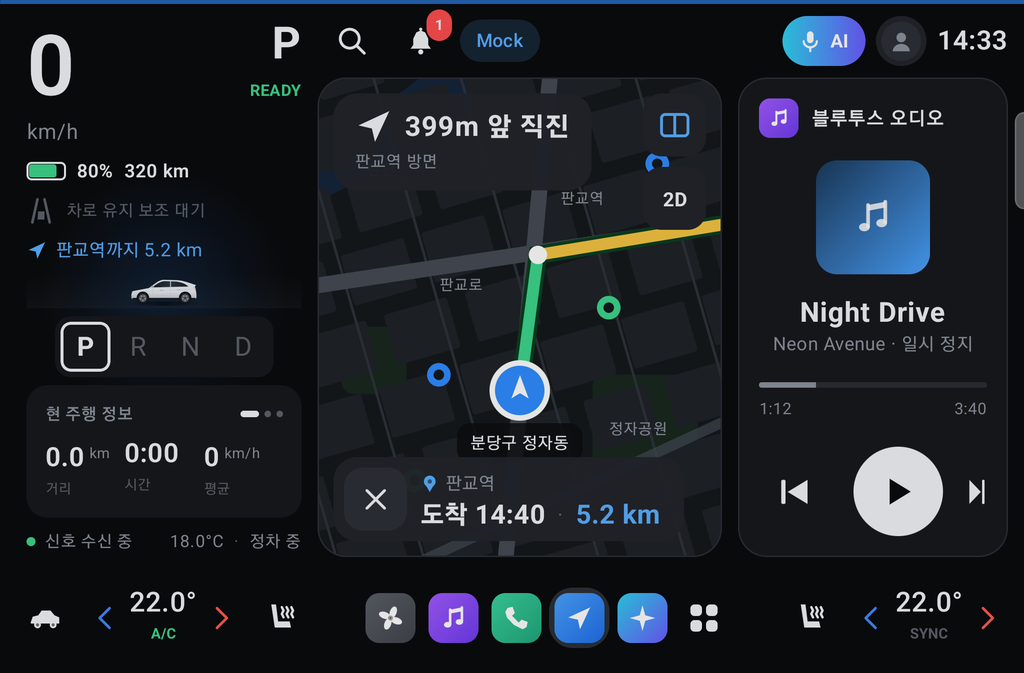 0
P
READY
km/h
80% 320 km
차로 유지 보조 대기
판교역까지 5.2 km
P R N D
현 주행 정보
0.0 km 0:00 0 km/h
거리 시간 평균
신호 수신 중 18.0°C · 정차 중
1
Mock
AI
14:33
399m 앞 직진
판교역 방면
판교역
2D
판교로
정자공원
분당구 정자동
판교역
도착 14:40 · 5.2 km
블루투스 오디오
Night Drive
Neon Avenue · 일시 정지
1:12 3:40
22.0°
A/C
22.0°
SYNC